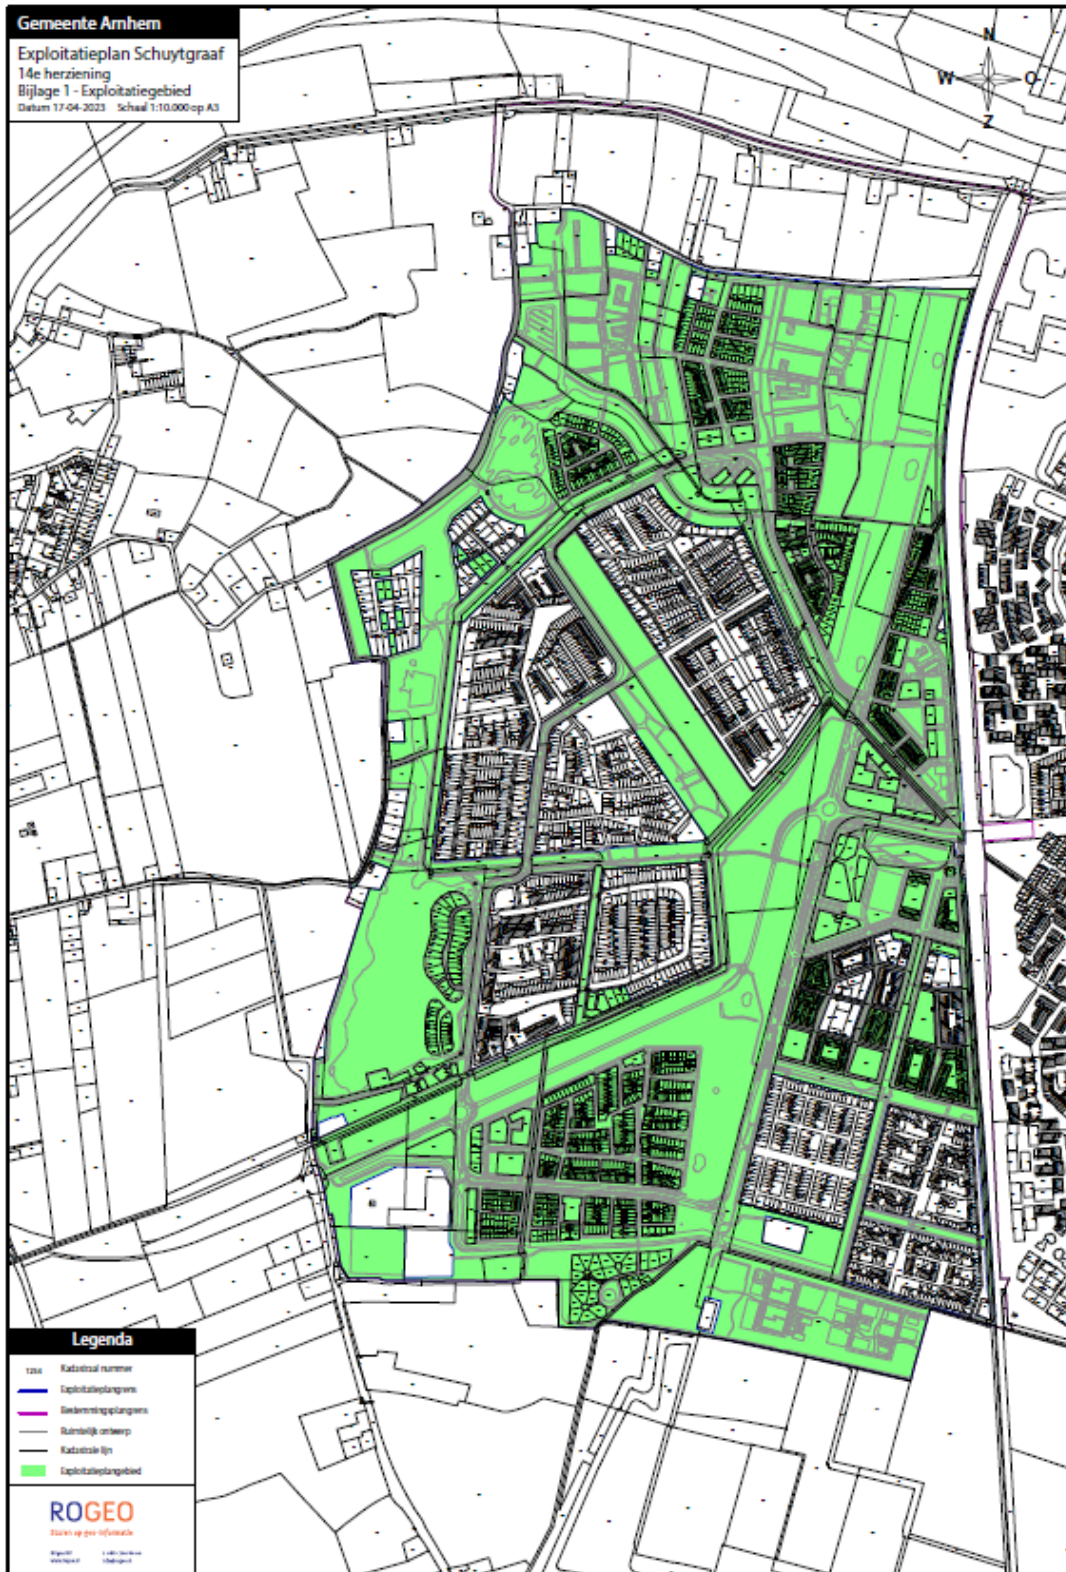 Gemeente Arnhem
Exploitatieplan Schuytgraaf
14e herziening
Bijlage 1 - Exploitatiegebied
Datum 17-04-2023 Schaal 1:10.000 op A3
N
W O
Z
Legenda
1234 Kadastraal nummer
Exploitatieplangrens
Bestemmingsplangrens
Ruimtelijk ontwerp
Kadastrale lijn
Exploitatieplangebied
ROGEO